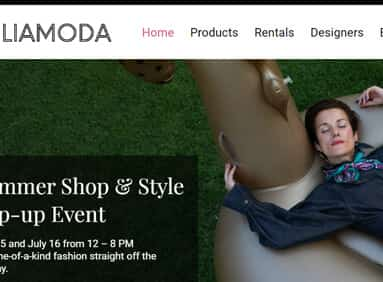 LIAMODA
Home Products Rentals Designers
mmer Shop & Style
p-up Event
5 and July 16 from 12 – 8 PM
ne-of-a-kind fashion straight off the